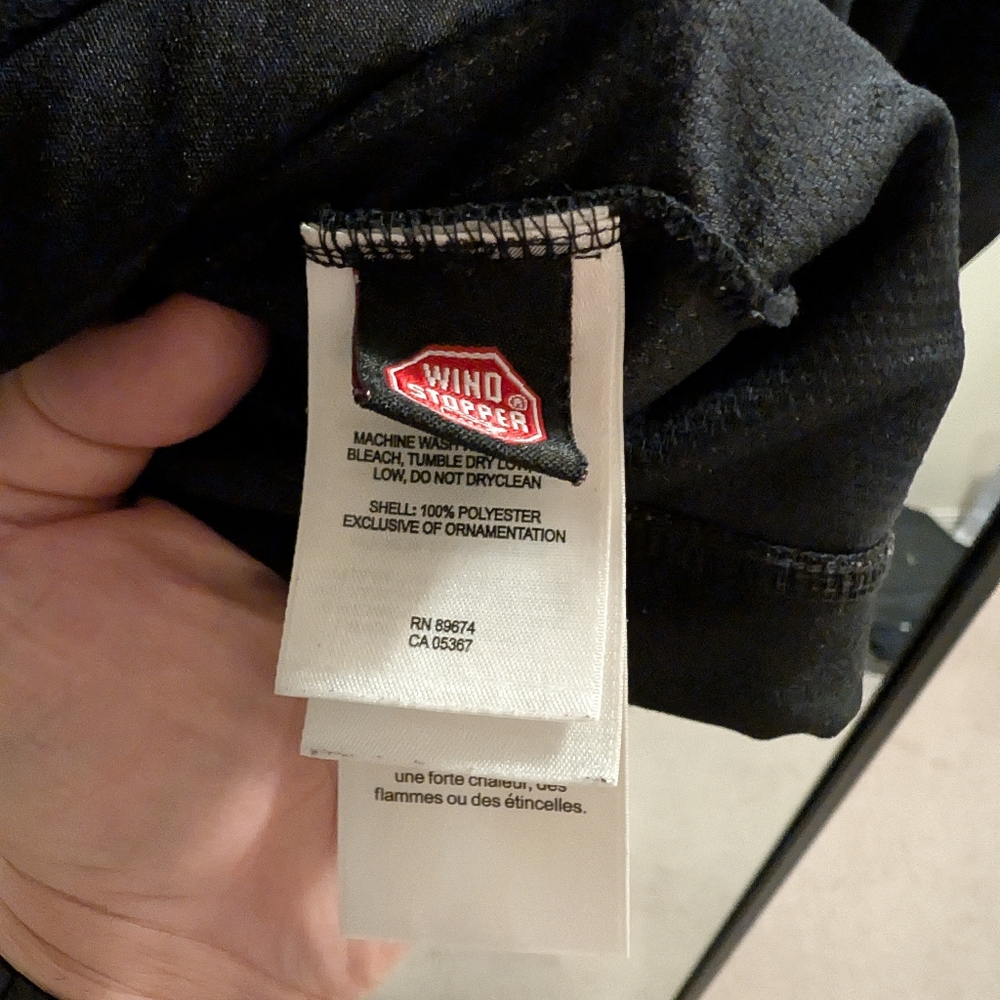 WIND
STOPPER®
MACHINE WASH
BLEACH, TUMBLE DRY LOW,
LOW, DO NOT DRYCLEAN
SHELL: 100% POLYESTER
EXCLUSIVE OF ORNAMENTATION
RN 89674
CA 05367
une forte chaleur, des
flammes ou des étincelles.